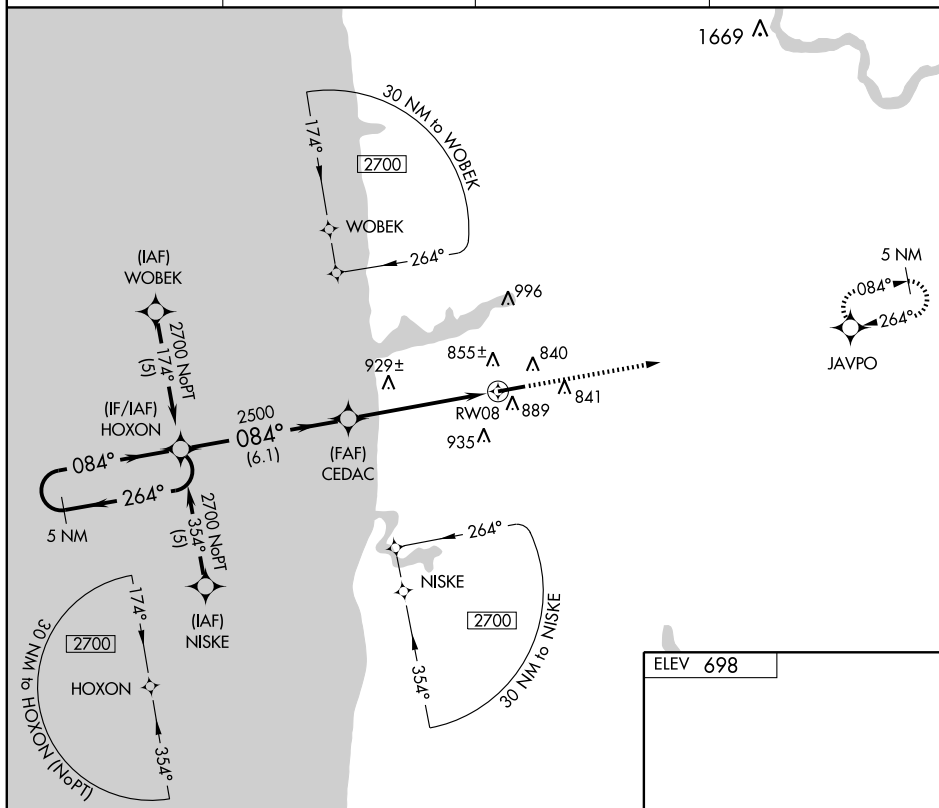 1669
30 NM to WOBEK
174°
2700
WOBEK
264°
(IAF)
WOBEK
2700 NoPT
174°
(5)
996
5 NM
084°
264°
JAVPO
929±
855±
840
841
RW08
889
935
(IF/IAF)
HOXON
2500
084°
(6.1)
(FAF)
CEDAC
084°
264°
5 NM
2700 NoPT
354°
(5)
(IAF)
NISKE
264°
NISKE
2700
354°
30 NM to NISKE
174°
2700
HOXON
354°
30 NM to HOXON (NoPT)
ELEV 698